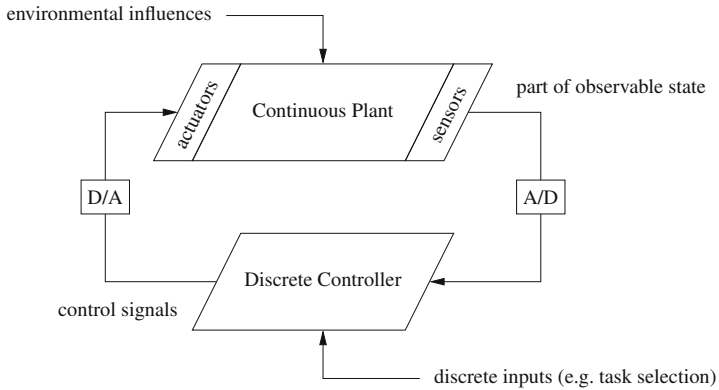 environmental influences
actuators
Continuous Plant
sensors
part of observable state
D/A
A/D
Discrete Controller
control signals
discrete inputs (e.g. task selection)